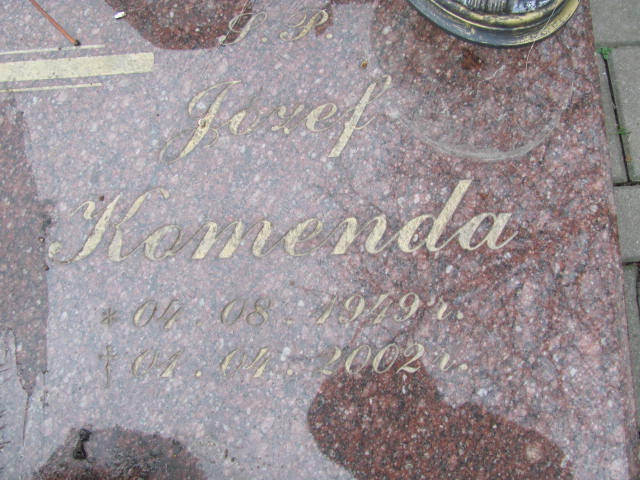 Ś. P.
Józef
Komenda
* 04. 08. 1949 r.
† 01. 04. 2002 r.